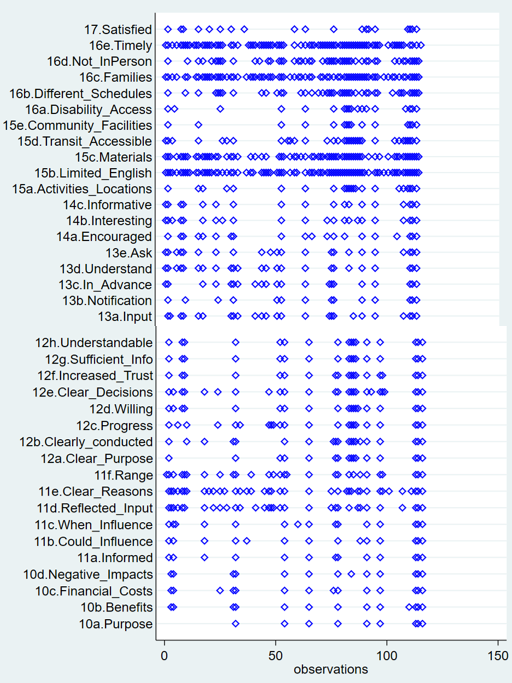 17.Satisfied
16e.Timely
16d.Not_InPerson
16c.Families
16b.Different_Schedules
16a.Disability_Access
15e.Community_Facilities
15d.Transit_Accessible
15c.Materials
15b.Limited_English
15a.Activities_Locations
14c.Informative
14b.Interesting
14a.Encouraged
13e.Ask
13d.Understand
13c.In_Advance
13b.Notification
13a.Input
12h.Understandable
12g.Sufficient_Info
12f.Increased_Trust
12e.Clear_Decisions
12d.Willing
12c.Progress
12b.Clearly_conducted
12a.Clear_Purpose
11f.Range
11e.Clear_Reasons
11d.Reflected_Input
11c.When_Influence
11b.Could_Influence
11a.Informed
10d.Negative_Impacts
10c.Financial_Costs
10b.Benefits
10a.Purpose
0 50 100 150
observations